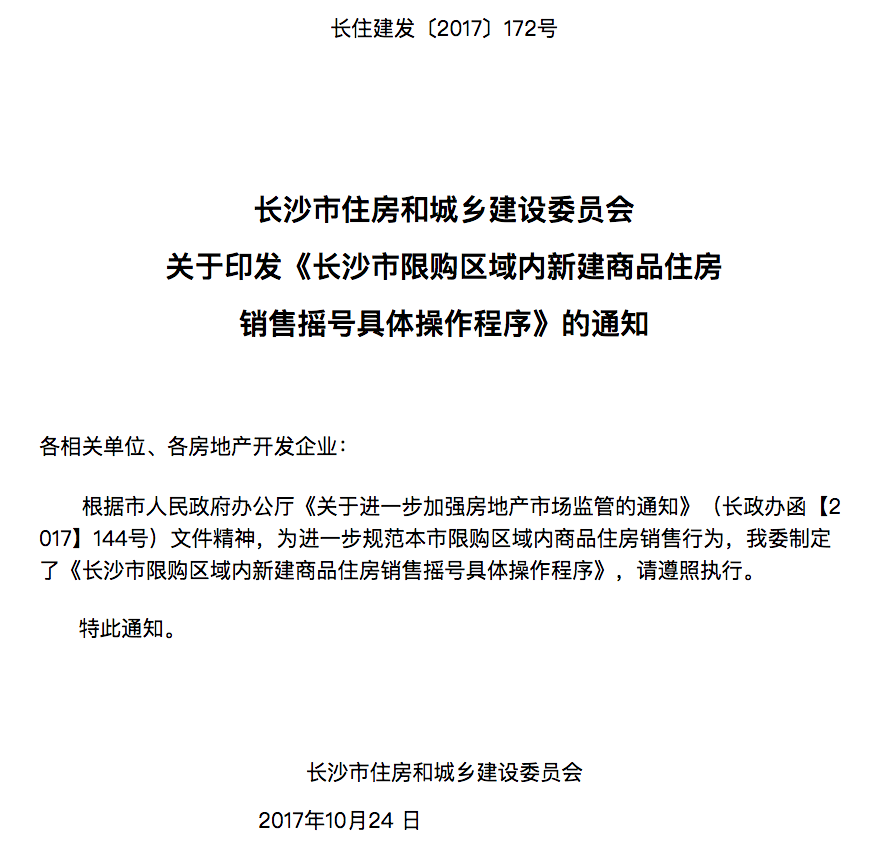 长住建发〔2017〕172号
长沙市住房和城乡建设委员会
关于印发《长沙市限购区域内新建商品住房
销售摇号具体操作程序》的通知
各相关单位、各房地产开发企业：
根据市人民政府办公厅《关于进一步加强房地产市场监管的通知》（长政办函【2
017】144号）文件精神，为进一步规范本市限购区域内商品住房销售行为，我委制定
了《长沙市限购区域内新建商品住房销售摇号具体操作程序》，请遵照执行。
特此通知。
长沙市住房和城乡建设委员会
2017年10月24 日